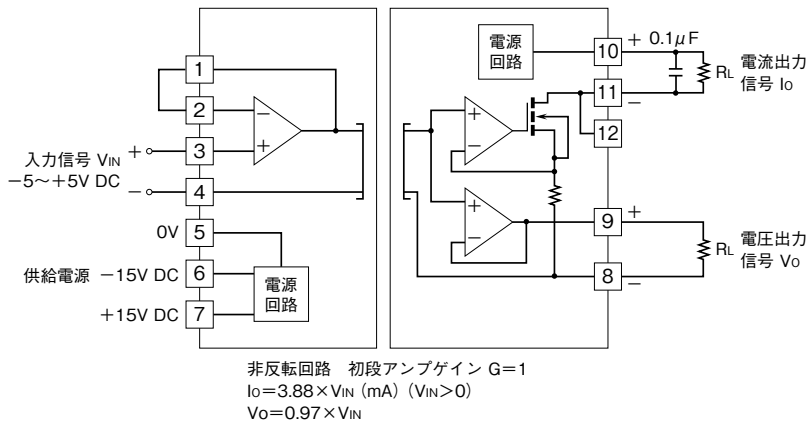 1
2
3
4
5
6
7
入力信号 VIN
−5～+5V DC
+
−
0V
供給電源 −15V DC
+15V DC
電源
回路
−
+
電源
回路
+
−
+
−
10
11
12
9
8
+ 0.1μF
−
RL
電流出力
信号 IO
+
−
RL
電圧出力
信号 VO
非反転回路　初段アンプゲイン G=1
IO=3.88×VIN (mA) (VIN>0)
VO=0.97×VIN